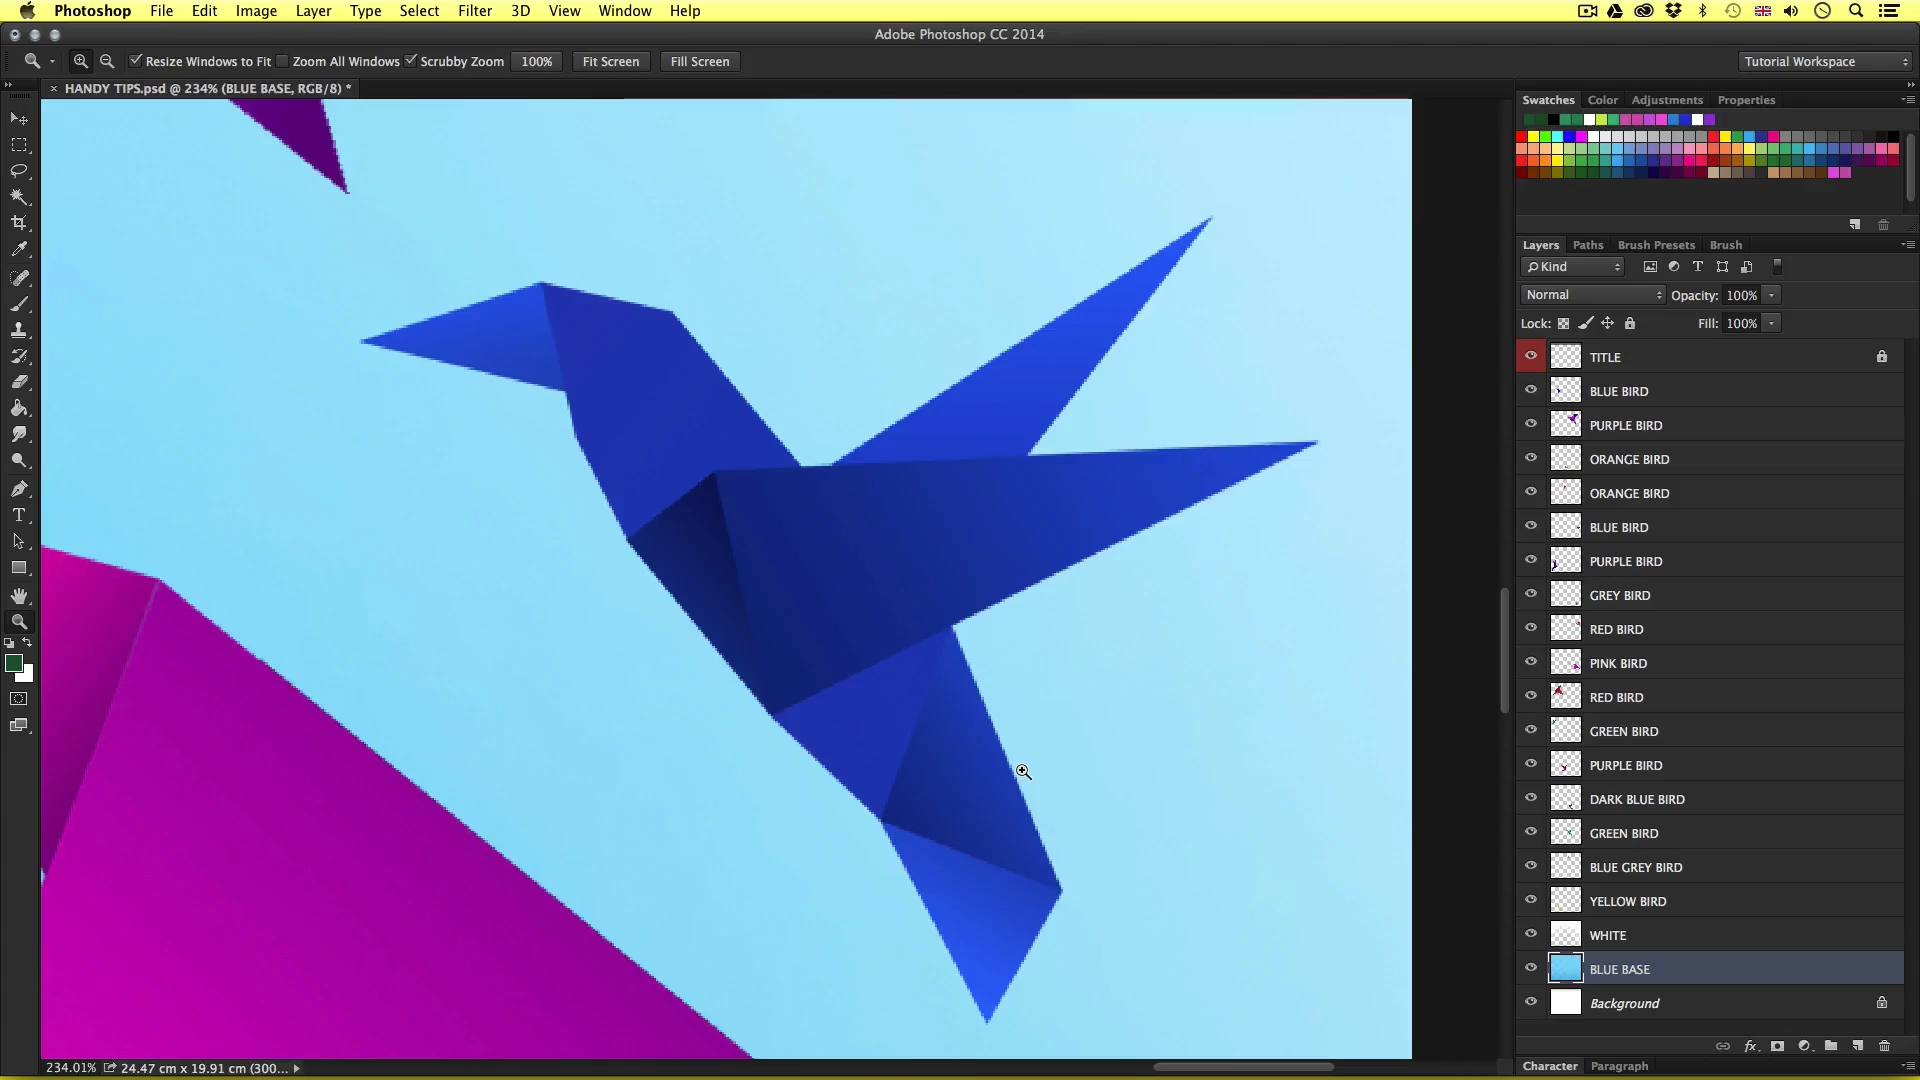 Photoshop File Edit Image Layer Type Select Filter 3D View Window Help
Adobe Photoshop CC 2014
Resize Windows to Fit Zoom All Windows Scrubby Zoom 100% Fit Screen Fill Screen Tutorial Workspace
HANDY TIPS.psd @ 234% (BLUE BASE, RGB/8) *
Swatches Color Adjustments Properties
Layers Paths Brush Presets Brush
Kind
Normal Opacity: 100%
Lock: Fill: 100%
TITLE
BLUE BIRD
PURPLE BIRD
ORANGE BIRD
ORANGE BIRD
BLUE BIRD
PURPLE BIRD
GREY BIRD
RED BIRD
PINK BIRD
RED BIRD
GREEN BIRD
PURPLE BIRD
DARK BLUE BIRD
GREEN BIRD
BLUE GREY BIRD
YELLOW BIRD
WHITE
BLUE BASE
Background
fx
234.01% 24.47 cm x 19.91 cm (300...
Character Paragraph